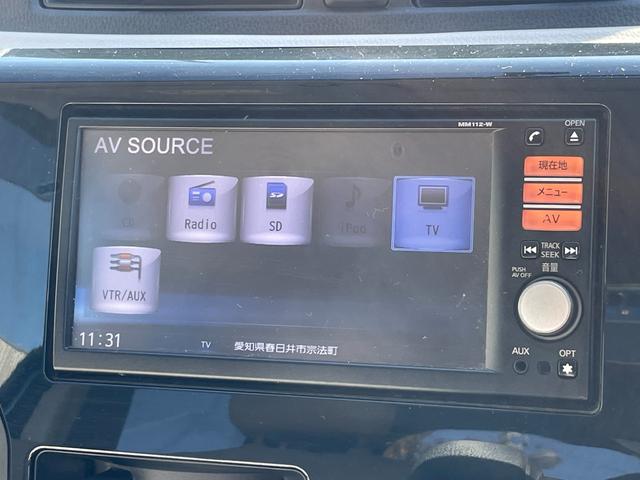 MM112-W
OPEN
AV SOURCE
現在地
CD
Radio
SD
iPod
TV
メニュー
AV
TRACK
SEEK
音量
PUSH
AV OFF
VTR/AUX
11:31
TV
愛知県春日井市宗法町
AUX
OPT